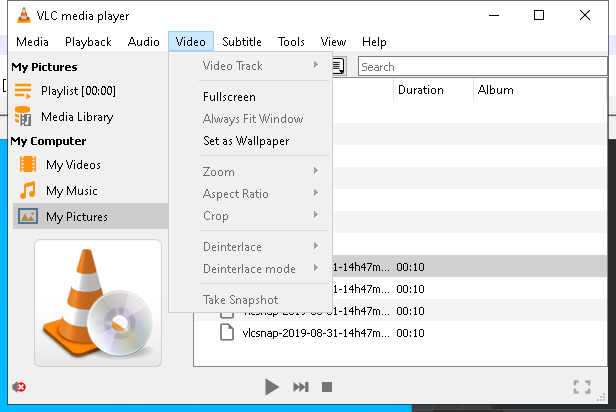 VLC media player
Media Playback Audio Video Subtitle Tools View Help
My Pictures
Playlist [00:00]
Media Library
My Computer
My Videos
My Music
My Pictures
Video Track
Fullscreen
Always Fit Window
Set as Wallpaper
Zoom
Aspect Ratio
Crop
Deinterlace
Deinterlace mode
Take Snapshot
Search
Duration Album
-31-14h47m... 00:10
-31-14h47m... 00:10
vlcsnap-2019-08-31-14h47m... 00:10
vlcsnap-2019-08-31-14h47m... 00:10